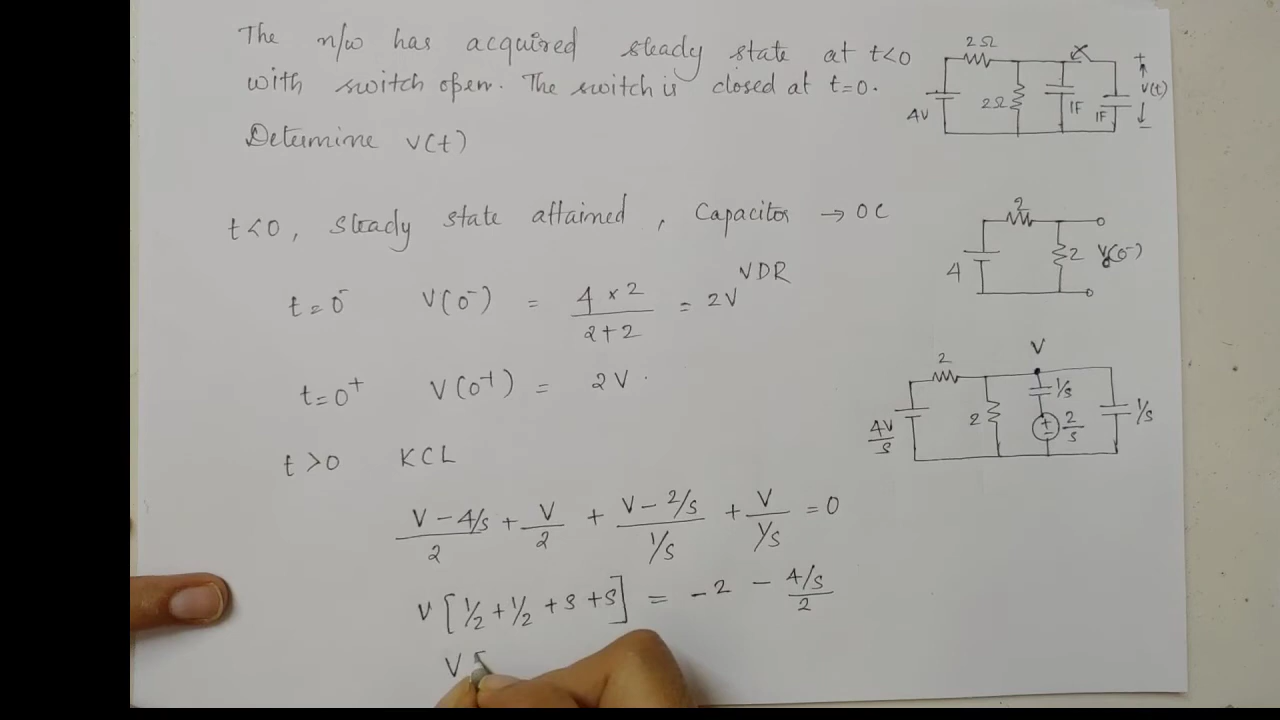 The n/w has acquired steady state at t<0
with switch open. The switch is closed at t=0.
Determine v(t)
2Ω
2Ω
4V
1F
1F
+
v(t)
-
t<0, steady state attained, Capacitor → OC
2
4
2
V(0⁻)
t=0⁻ V(0⁻) = 4 × 2 / 2+2 = 2V VDR
t=0⁺ V(0⁺) = 2V.
V
2
4V/s
2
1/s
+
-
2/s
1/s
t>0 KCL
V - 4/s / 2 + V/2 + V - 2/s / 1/s + V / 1/s = 0
V [1/2 + 1/2 + s + s] = -2 - 4/s / 2
V [